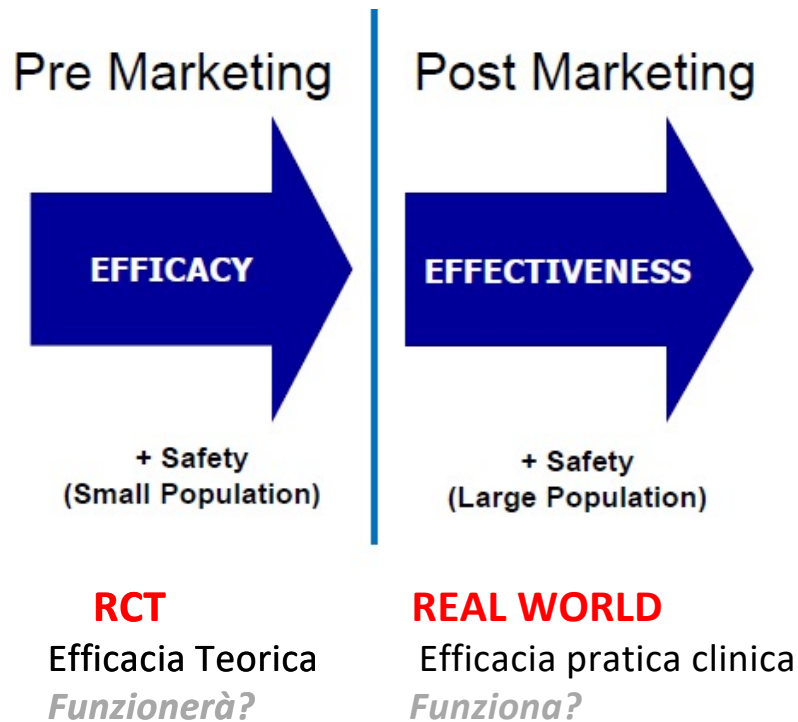 Pre Marketing
EFFICACY
+ Safety
(Small Population)
RCT
Efficacia Teorica
Funzionerà?
Post Marketing
EFFECTIVENESS
+ Safety
(Large Population)
REAL WORLD
Efficacia pratica clinica
Funziona?